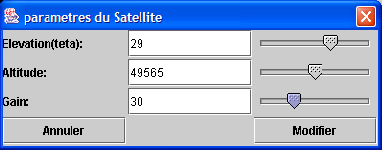 parametres du Satellite
Elevation(teta): 29
Altitude: 49565
Gain: 30
Annuler Modifier